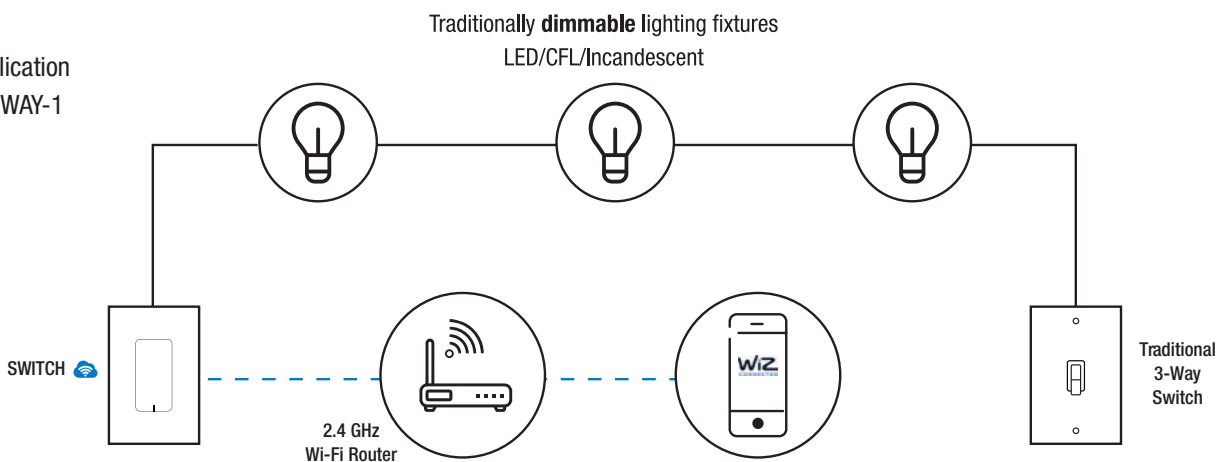 Traditionally dimmable lighting fixtures
LED/CFL/Incandescent
lication
WAY-1
SWITCH
2.4 GHz
Wi-Fi Router
WiZ
CONNECTED
Traditional
3-Way
Switch